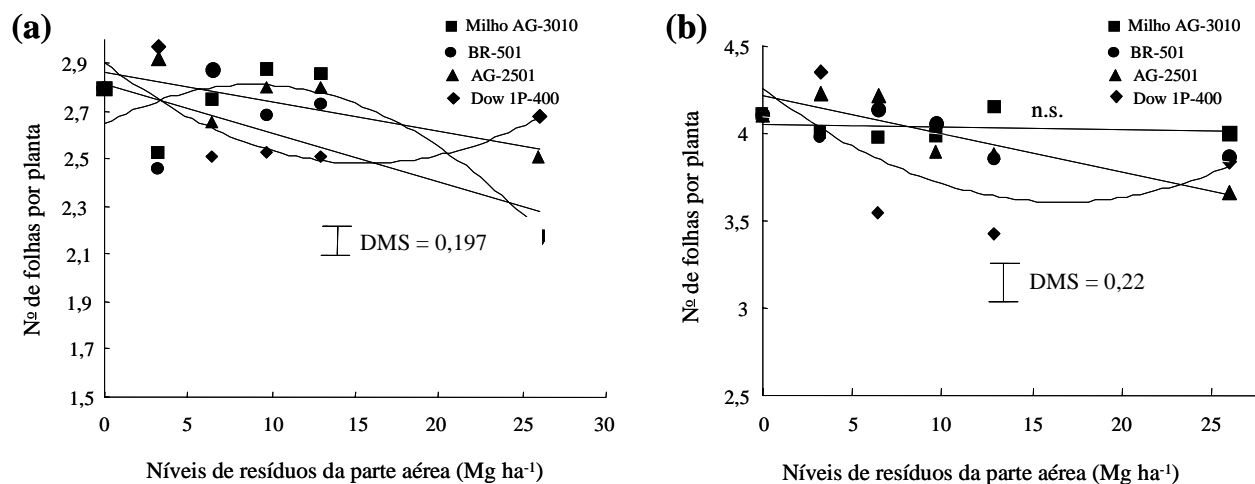 (a)
Milho AG-3010
BR-501
AG-2501
Dow 1P-400
Nº de folhas por planta
2,9
2,7
2,5
2,3
2,1
1,9
1,7
1,5
DMS = 0,197
0 5 10 15 20 25 30
Níveis de resíduos da parte aérea (Mg ha⁻¹)
(b)
Milho AG-3010
BR-501
AG-2501
Dow 1P-400
Nº de folhas por planta
4,5
4
3,5
3
2,5
n.s.
DMS = 0,22
0 5 10 15 20 25
Níveis de resíduos da parte aérea (Mg ha⁻¹)